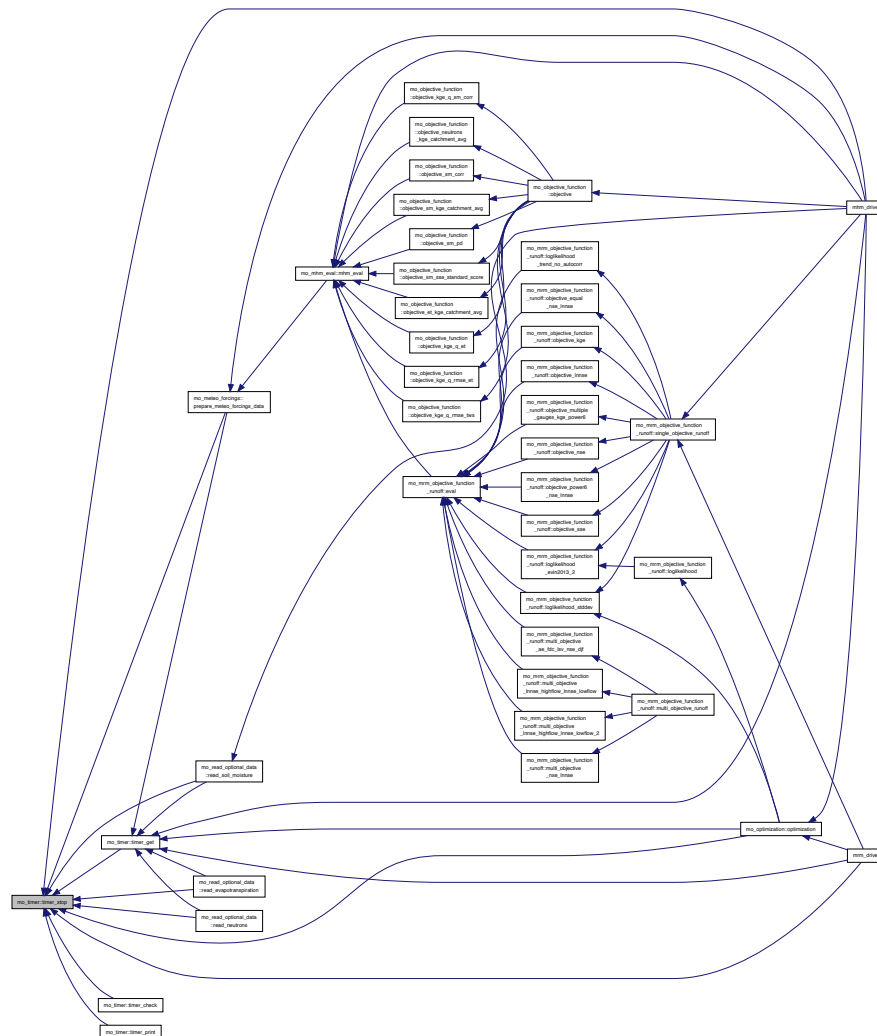 mo_objective_function
::objective_kge_q_sm_corr
mo_objective_function
::objective_neutrons
_kge_catchment_avg
mo_objective_function
::objective_sm_corr
mo_objective_function
::objective_sm_kge_catchment_avg
mo_objective_function
::objective_sm_pd
mo_objective_function
::objective_sm_sse_standard_score
mo_objective_function
::objective_et_kge_catchment_avg
mo_objective_function
::objective_kge_q_et
mo_objective_function
::objective_kge_q_rmse_et
mo_objective_function
::objective_kge_q_rmse_tws
mo_objective_function
::objective
mhm_driver
mo_mhm_eval::mhm_eval
mo_mrm_objective_function
_runoff::loglikelihood
_trend_no_autocorr
mo_mrm_objective_function
_runoff::objective_equal
_nse_lnnse
mo_mrm_objective_function
_runoff::objective_kge
mo_mrm_objective_function
_runoff::objective_lnnse
mo_mrm_objective_function
_runoff::objective_multiple
_gauges_kge_power6
mo_mrm_objective_function
_runoff::objective_nse
mo_mrm_objective_function
_runoff::objective_power6
_nse_lnnse
mo_mrm_objective_function
_runoff::objective_sse
mo_mrm_objective_function
_runoff::loglikelihood
_evin2013_2
mo_mrm_objective_function
_runoff::loglikelihood_stddev
mo_mrm_objective_function
_runoff::multi_objective
_ae_fdc_lsv_nse_djf
mo_mrm_objective_function
_runoff::multi_objective
_lnnse_highflow_lnnse_lowflow
mo_mrm_objective_function
_runoff::multi_objective
_lnnse_highflow_lnnse_lowflow_2
mo_mrm_objective_function
_runoff::multi_objective
_nse_lnnse
mo_mrm_objective_function
_runoff::single_objective_runoff
mo_mrm_objective_function
_runoff::loglikelihood
mo_mrm_objective_function
_runoff::multi_objective_runoff
mo_meteo_forcings::
prepare_meteo_forcings_data
mo_mrm_objective_function
_runoff::eval
mo_read_optional_data
::read_soil_moisture
mo_optimization::optimization
mo_timer::timer_get
mrm_driver
mo_read_optional_data
::read_evapotranspiration
mo_timer::timer_stop
mo_read_optional_data
::read_neutrons
mo_timer::timer_check
mo_timer::timer_print